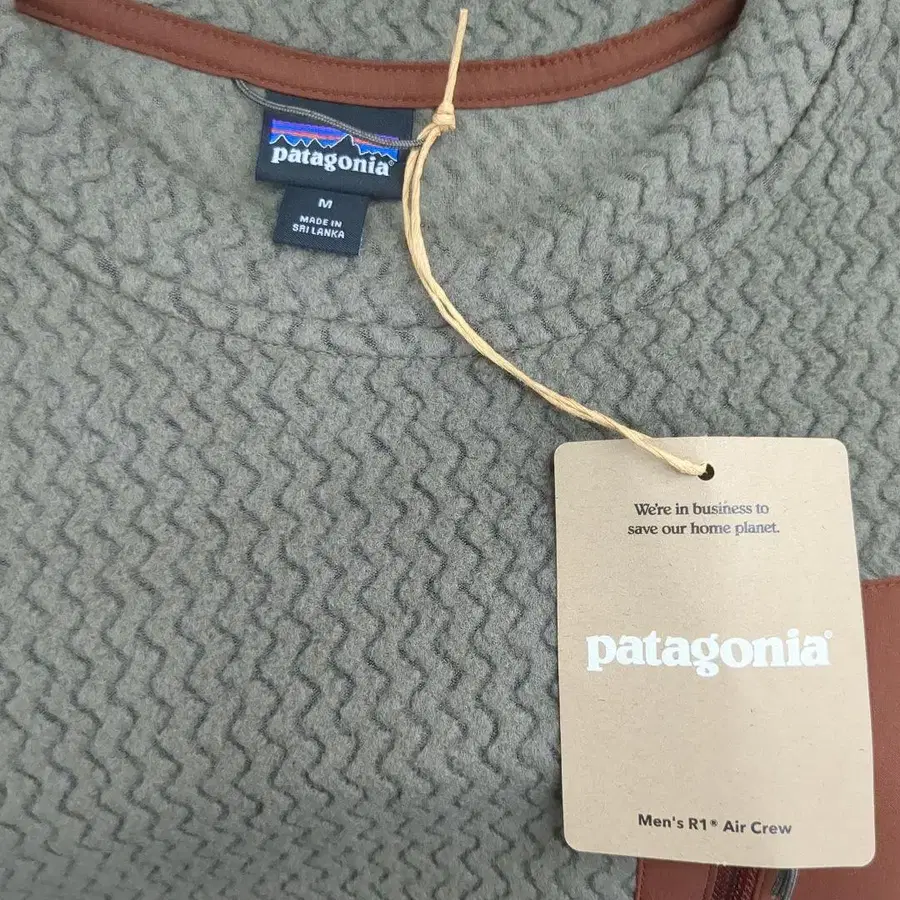 patagonia®
M
MADE IN
SRI LANKA
We're in business to
save our home planet.
patagonia®
Men's R1® Air Crew